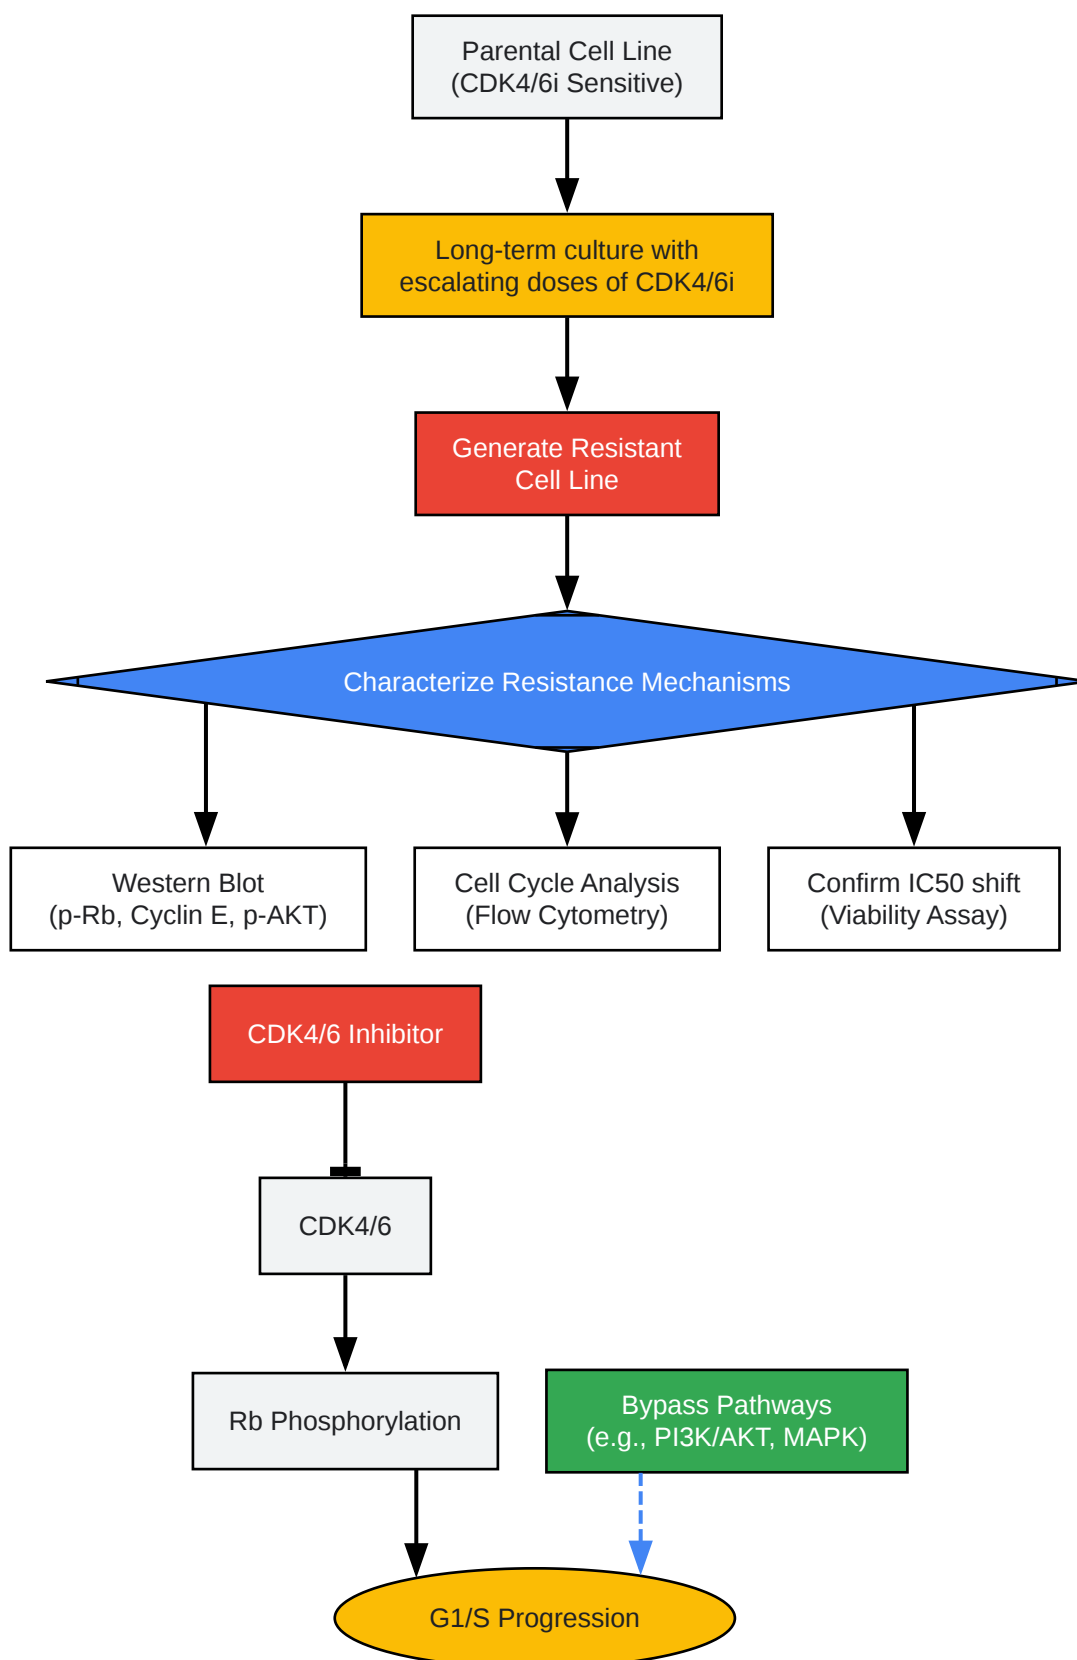 Parental Cell Line
(CDK4/6i Sensitive)
Long-term culture with
escalating doses of CDK4/6i
Generate Resistant
Cell Line
Characterize Resistance Mechanisms
Western Blot
(p-Rb, Cyclin E, p-AKT)
Cell Cycle Analysis
(Flow Cytometry)
Confirm IC50 shift
(Viability Assay)
CDK4/6 Inhibitor
CDK4/6
Rb Phosphorylation
Bypass Pathways
(e.g., PI3K/AKT, MAPK)
G1/S Progression